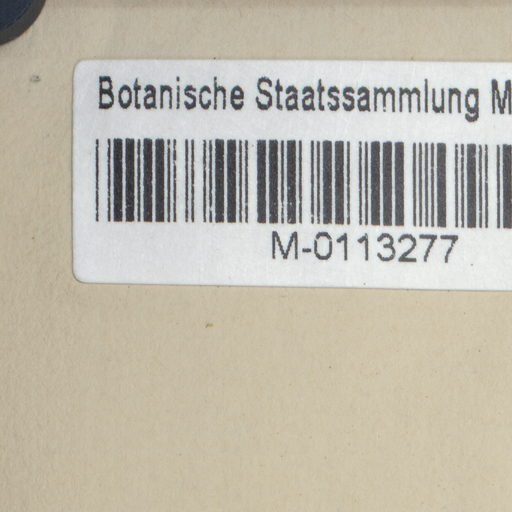 Botanische Staatssammlung M
M-0113277